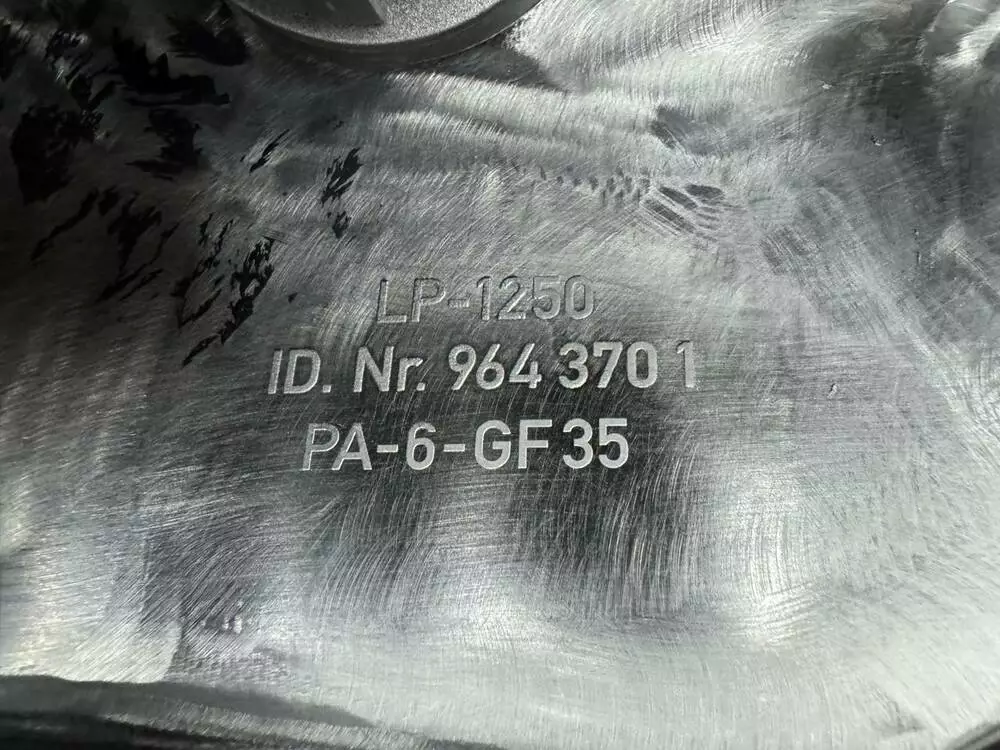 LP-1250
ID. Nr. 964 370 1
PA-6-GF35